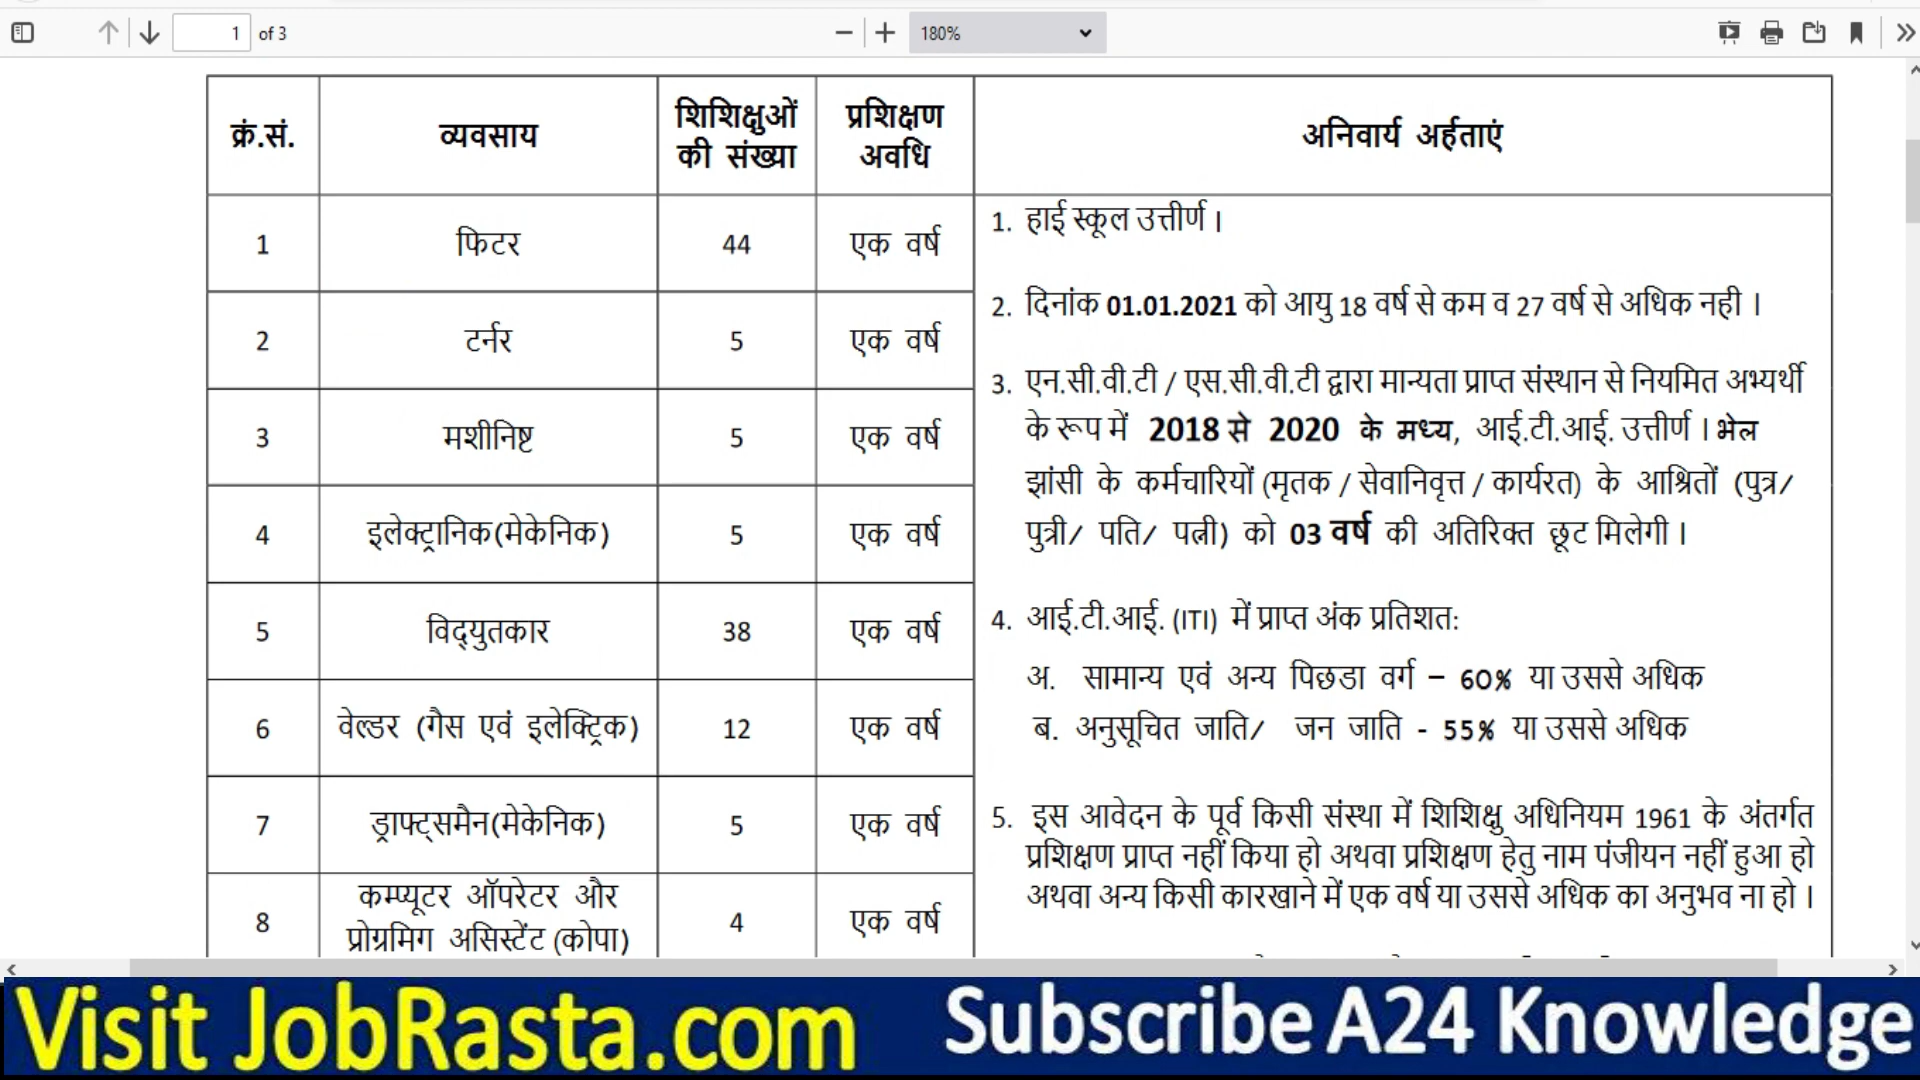 1 of 3 180%
क्रं.सं. व्यवसाय शिशिक्षुओं की संख्या प्रशिक्षण अवधि अनिवार्य अर्हताएं
1 फिटर 44 एक वर्ष
2 टर्नर 5 एक वर्ष
3 मशीनिष्ट 5 एक वर्ष
4 इलेक्ट्रानिक(मेकेनिक) 5 एक वर्ष
5 विद्युतकार 38 एक वर्ष
6 वेल्डर (गैस एवं इलेक्ट्रिक) 12 एक वर्ष
7 ड्राफ्ट्समैन(मेकेनिक) 5 एक वर्ष
8 कम्प्यूटर ऑपरेटर और प्रोग्रमिग असिस्टेंट (कोपा) 4 एक वर्ष
1. हाई स्कूल उत्तीर्ण ।
2. दिनांक 01.01.2021 को आयु 18 वर्ष से कम व 27 वर्ष से अधिक नही ।
3. एन.सी.वी.टी / एस.सी.वी.टी द्वारा मान्यता प्राप्त संस्थान से नियमित अभ्यर्थी
के रूप में 2018 से 2020 के मध्य, आई.टी.आई. उत्तीर्ण । भेल
झांसी के कर्मचारियों (मृतक / सेवानिवृत्त / कार्यरत) के आश्रितों (पुत्र/
पुत्री/ पति/ पत्नी) को 03 वर्ष की अतिरिक्त छूट मिलेगी ।
4. आई.टी.आई. (ITI) में प्राप्त अंक प्रतिशत:
अ. सामान्य एवं अन्य पिछडा वर्ग – 60% या उससे अधिक
ब. अनुसूचित जाति/ जन जाति - 55% या उससे अधिक
5. इस आवेदन के पूर्व किसी संस्था में शिशिक्षु अधिनियम 1961 के अंतर्गत
प्रशिक्षण प्राप्त नहीं किया हो अथवा प्रशिक्षण हेतु नाम पंजीयन नहीं हुआ हो
अथवा अन्य किसी कारखाने में एक वर्ष या उससे अधिक का अनुभव ना हो ।
Visit JobRasta.com Subscribe A24 Knowledge